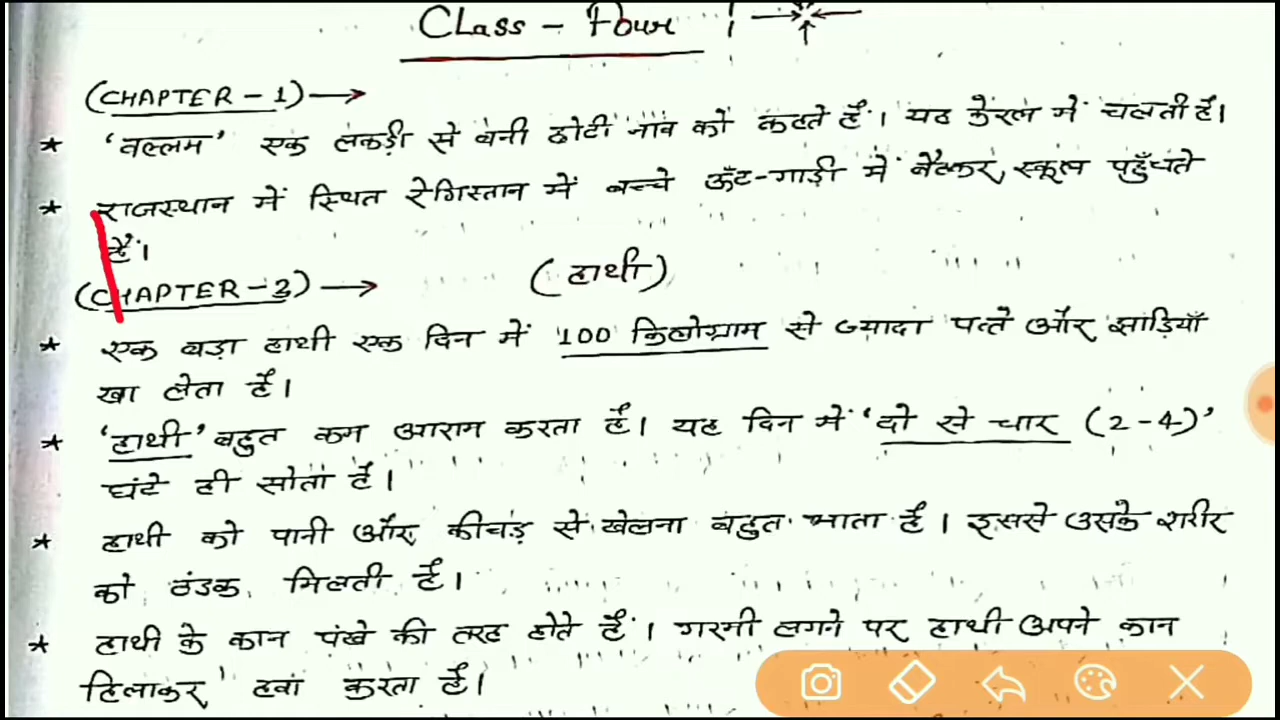 Class - Four
(CHAPTER - 1) →
★ 'वल्लम' एक लकड़ी से बनी छोटी नाव को कहते हैं। यह केरल में चलती है।
★ राजस्थान में स्थित रेगिस्तान में बच्चे ऊँट-गाड़ी में बैठकर स्कूल पहुँचते
हैं।
(CHAPTER - 3) → (हाथी)
★ एक बड़ा हाथी एक दिन में 100 किलोग्राम से ज्यादा पत्ते और झाड़ियाँ
खा लेता है।
★ 'हाथी' बहुत कम आराम करता है। यह दिन में 'दो से चार (2-4)'
घंटे ही सोता है।
★ हाथी को पानी और कीचड़ से खेलना बहुत भाता है। इससे उसके शरीर
को ठंडक मिलती है।
★ हाथी के कान पंखे की तरह होते हैं। गरमी लगने पर हाथी अपने कान
हिलाकर हवा करता है।